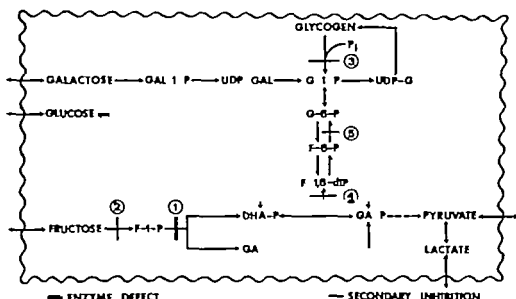 GLYCOGEN
Pi
③
GALACTOSE GAL 1 P UDP GAL G 1 P UDP-G
GLUCOSE
G-6-P
⑤
F-6-P
F 1,6-diP
④
② ①
FRUCTOSE F-1-P DHA-P GA P PYRUVATE
GA
LACTATE
ENZYME DEFECT SECONDARY INHIBITION